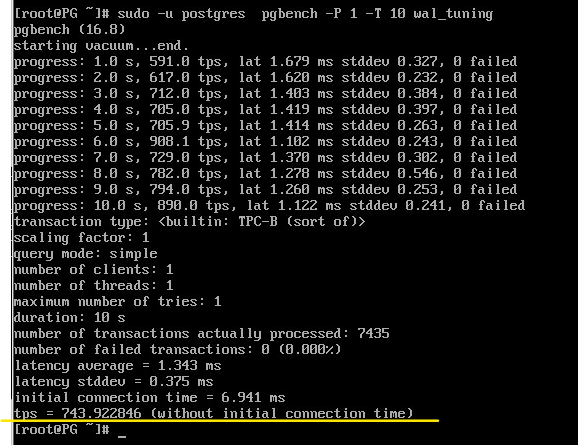 [root@PG ~]# sudo -u postgres  pgbench -P 1 -T 10 wal_tuning
pgbench (16.8)
starting vacuum...end.
progress: 1.0 s, 591.0 tps, lat 1.679 ms stddev 0.327, 0 failed
progress: 2.0 s, 617.0 tps, lat 1.620 ms stddev 0.232, 0 failed
progress: 3.0 s, 712.0 tps, lat 1.403 ms stddev 0.384, 0 failed
progress: 4.0 s, 705.0 tps, lat 1.419 ms stddev 0.397, 0 failed
progress: 5.0 s, 705.9 tps, lat 1.414 ms stddev 0.263, 0 failed
progress: 6.0 s, 908.1 tps, lat 1.102 ms stddev 0.243, 0 failed
progress: 7.0 s, 729.0 tps, lat 1.370 ms stddev 0.302, 0 failed
progress: 8.0 s, 782.0 tps, lat 1.278 ms stddev 0.546, 0 failed
progress: 9.0 s, 794.0 tps, lat 1.260 ms stddev 0.253, 0 failed
progress: 10.0 s, 890.0 tps, lat 1.122 ms stddev 0.241, 0 failed
transaction type: <builtin: TPC-B (sort of)>
scaling factor: 1
query mode: simple
number of clients: 1
number of threads: 1
maximum number of tries: 1
duration: 10 s
number of transactions actually processed: 7435
number of failed transactions: 0 (0.000%)
latency average = 1.343 ms
latency stddev = 0.375 ms
initial connection time = 6.941 ms
tps = 743.922846 (without initial connection time)
[root@PG ~]# _